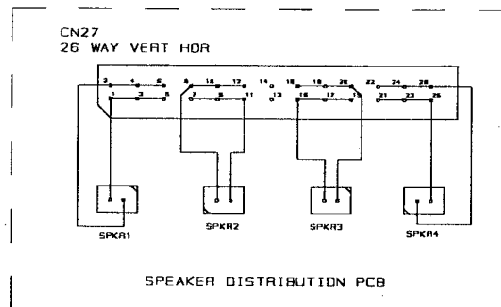 CN27
26 WAY VERT HDR
2 4 6 8 10 12 14 16 18 20 22 24 26
1 3 5 7 9 11 13 15 17 19 21 23 25
SPKR1 SPKR2 SPKR3 SPKR4
SPEAKER DISTRIBUTION PCB